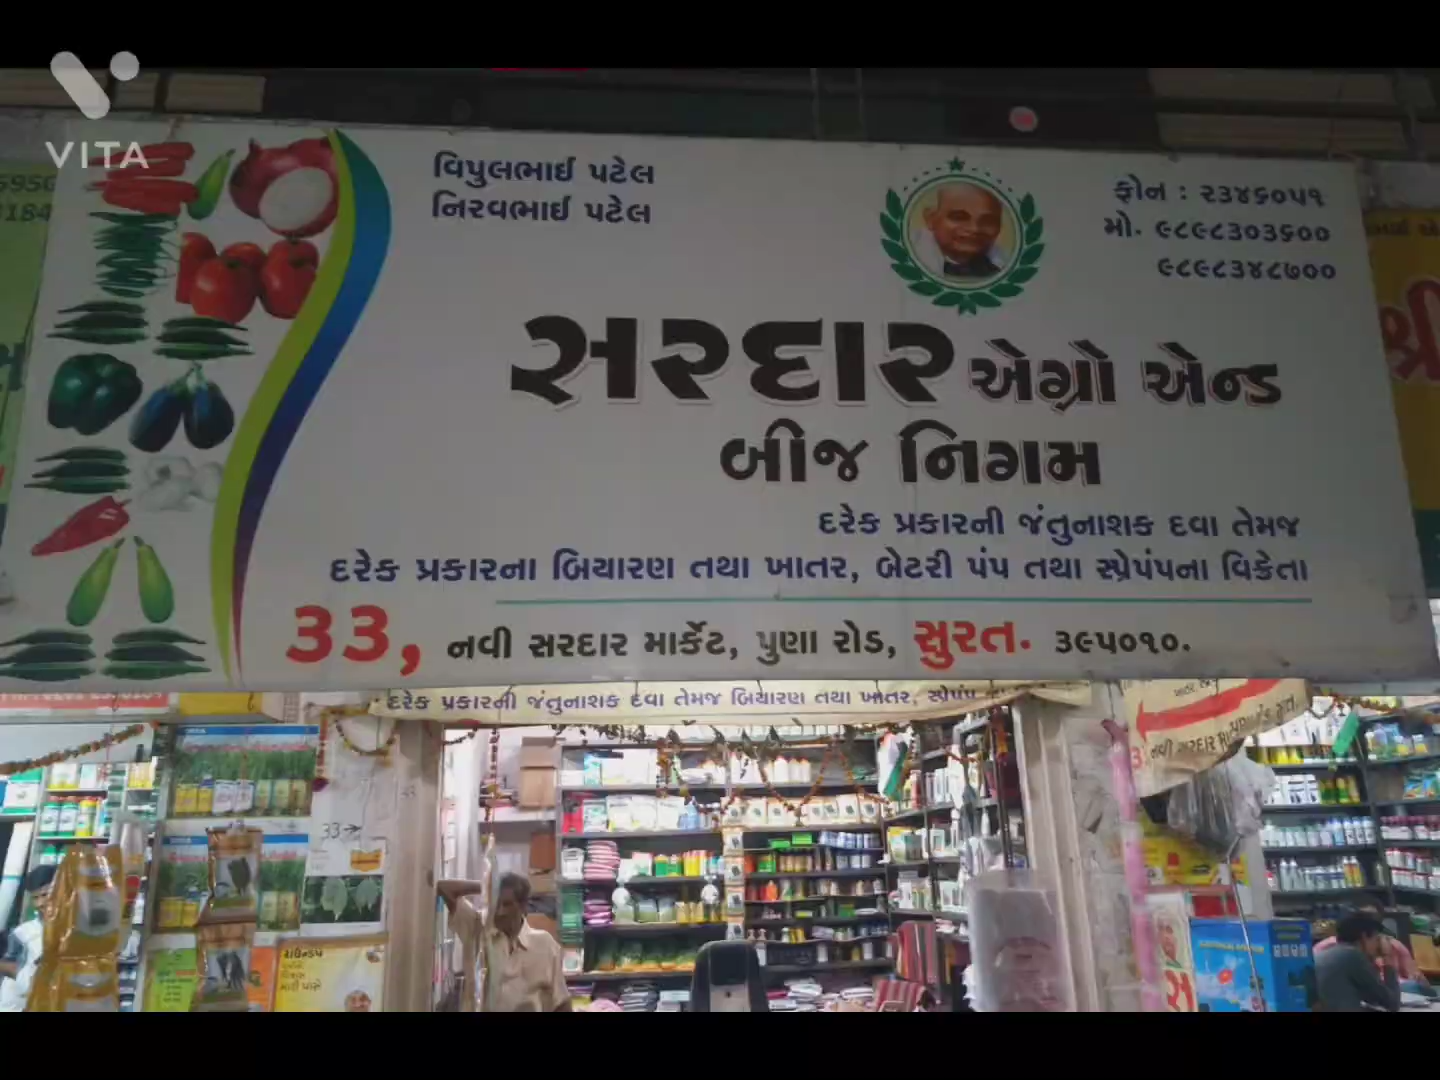 VITA
વિપુલભાઈ પટેલ
નિરવભાઈ પટેલ
ફોન : ૨૩૪૬૦૫૧
મો. ૯૮૯૮૩૦૩૬૦૦
૯૮૯૮૩૪૮૭૦૦
સરદાર એગ્રો એન્ડ
બીજ નિગમ
દરેક પ્રકારની જંતુનાશક દવા તેમજ
દરેક પ્રકારના બિયારણ તથા ખાતર, બેટરી પંપ તથા સ્પ્રેપંપના વિક્રેતા
33, નવી સરદાર માર્કેટ, પુણા રોડ, સુરત. ૩૯૫૦૧૦.
દરેક પ્રકારની જંતુનાશક દવા તેમજ બિયારણ તથા ખાતર, સ્પ્રેપંપ
33
શ્રી